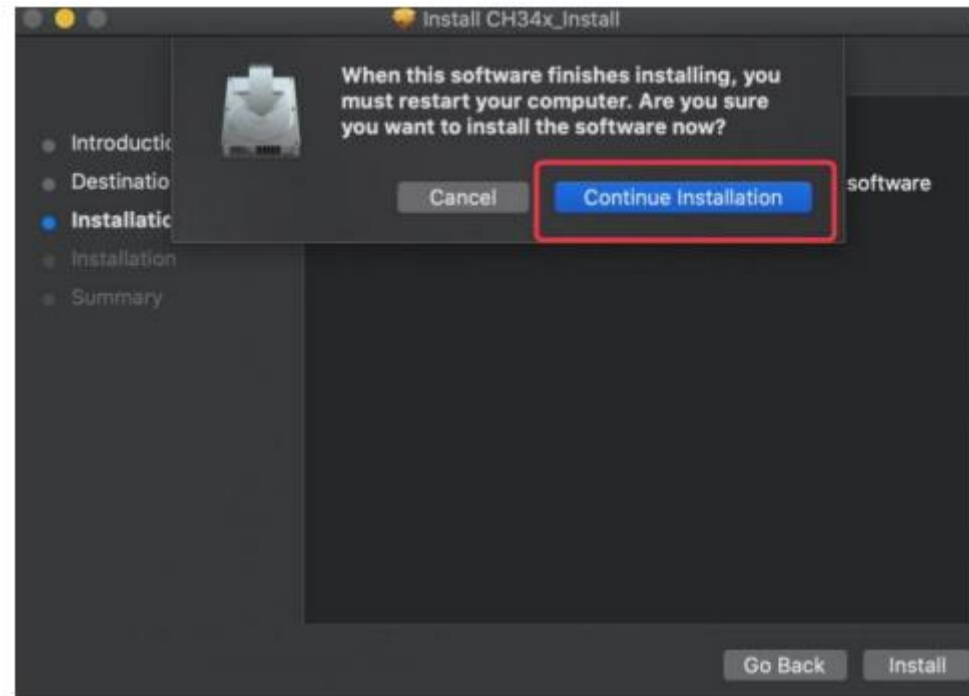 Install CH34x_Install
When this software finishes installing, you
must restart your computer. Are you sure
you want to install the software now?
Cancel
Continue Installation
Introductio
Destinatio
software
Installatio
Installation
Summary
Go Back
Install